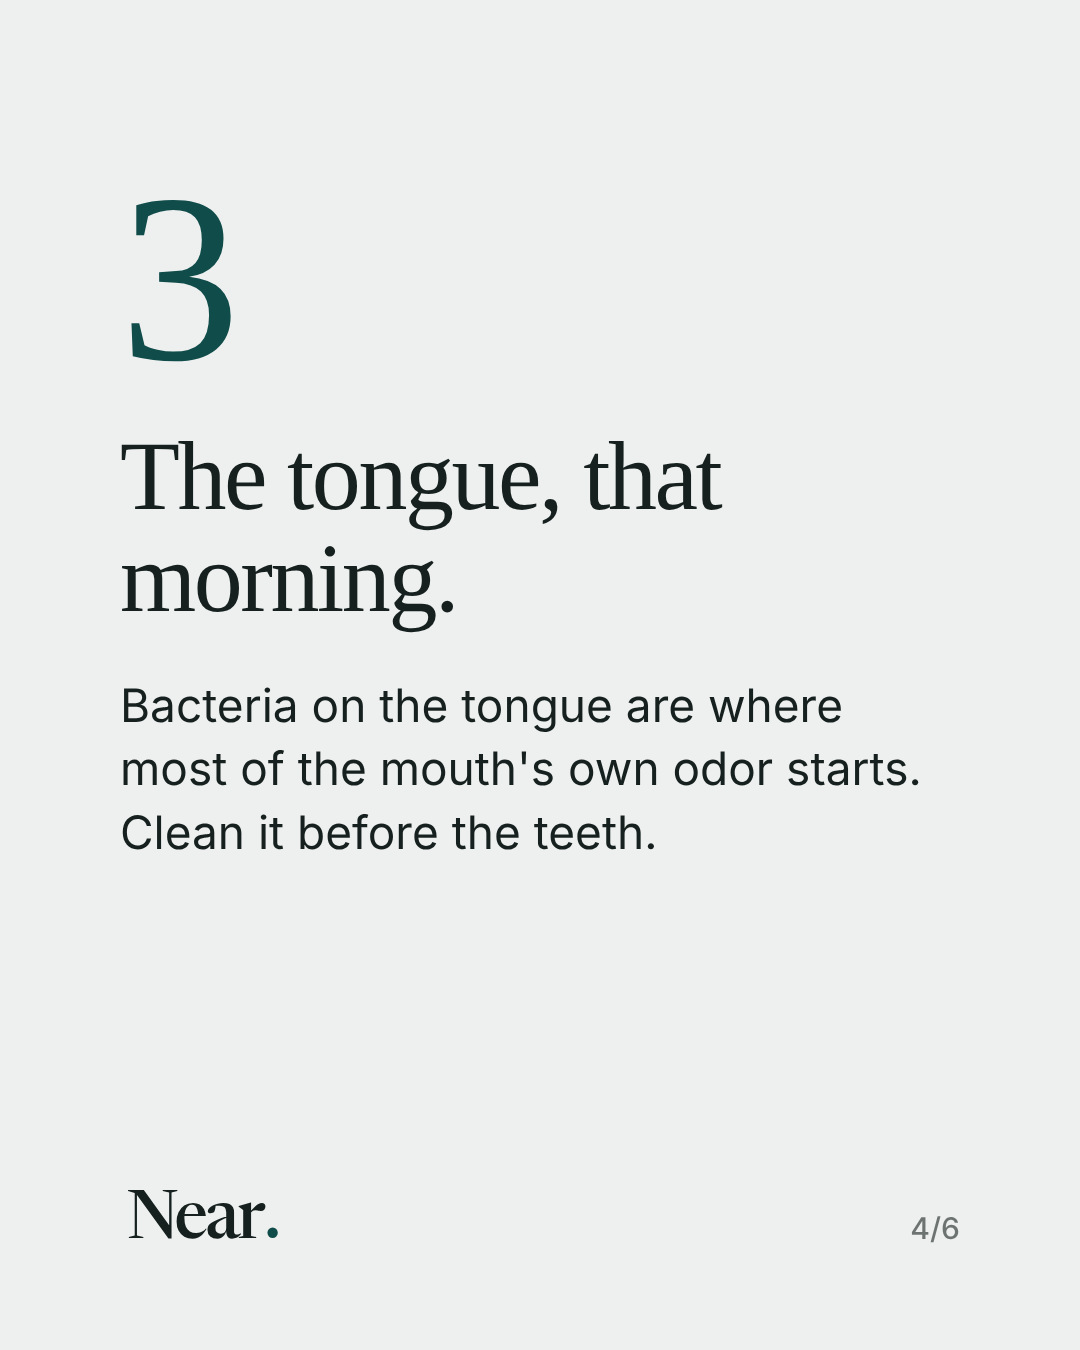 3
The tongue, that
morning.
Bacteria on the tongue are where
most of the mouth's own odor starts.
Clean it before the teeth.
Near.
4/6